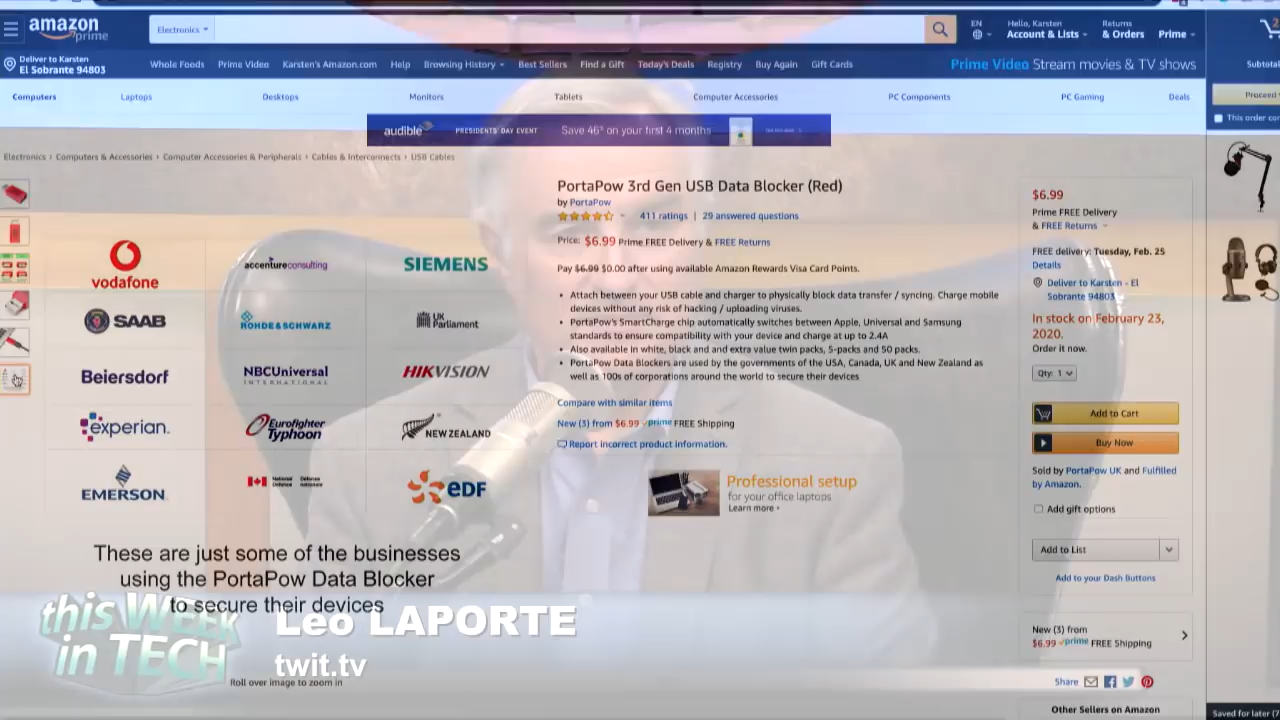 amazon
prime
Electronics
EN
Hello, Karsten
Account & Lists
Returns
& Orders
Prime
Deliver to Karsten
El Sobrante 94803
Whole Foods
Prime Video
Karsten's Amazon.com
Help
Browsing History
Best Sellers
Find a Gift
Today's Deals
Registry
Buy Again
Gift Cards
Prime Video Stream movies & TV shows
Subtotal
Computers
Laptops
Desktops
Monitors
Tablets
Computer Accessories
PC Components
PC Gaming
Deals
Proceed
This order con
audible
PRESIDENTS' DAY EVENT
Save 46% on your first 4 months
Electronics › Computers & Accessories › Computer Accessories & Peripherals › Cables & Interconnects › USB Cables
PortaPow 3rd Gen USB Data Blocker (Red)
by PortaPow
411 ratings | 29 answered questions
Price: $6.99 Prime FREE Delivery & FREE Returns
Pay $6.99 $0.00 after using available Amazon Rewards Visa Card Points.
• Attach between your USB cable and charger to physically block data transfer / syncing. Charge mobile
devices without any risk of hacking / uploading viruses.
• PortaPow's SmartCharge chip automatically switches between Apple, Universal and Samsung
standards to ensure compatibility with your device and charge at up to 2.4A
• Also available in white, black and and extra value twin packs, 5-packs and 50 packs.
• PortaPow Data Blockers are used by the governments of the USA, Canada, UK and New Zealand as
well as 100s of corporations around the world to secure their devices
Compare with similar items
New (3) from $6.99 prime FREE Shipping
Report incorrect product information.
Professional setup
for your office laptops
Learn more
vodafone
accentureconsulting
SIEMENS
SAAB
ROHDE&SCHWARZ
UK
Parliament
Beiersdorf
NBCUniversal
INTERNATIONAL
HIKVISION
experian.
Eurofighter
Typhoon
NEW ZEALAND
EMERSON
National
Defence
Défense
nationale
eDF
These are just some of the businesses
using the PortaPow Data Blocker
to secure their devices
this WEEK
in TECH
Leo LAPORTE
twit.tv
Roll over image to zoom in
$6.99
Prime FREE Delivery
& FREE Returns
FREE delivery: Tuesday, Feb. 25
Details
Deliver to Karsten - El
Sobrante 94803
In stock on February 23,
2020.
Order it now.
Qty: 1
Add to Cart
Buy Now
Sold by PortaPow UK and Fulfilled
by Amazon.
Add gift options
Add to List
Add to your Dash Buttons
New (3) from
$6.99 prime FREE Shipping
Share
Other Sellers on Amazon
Saved for later (7